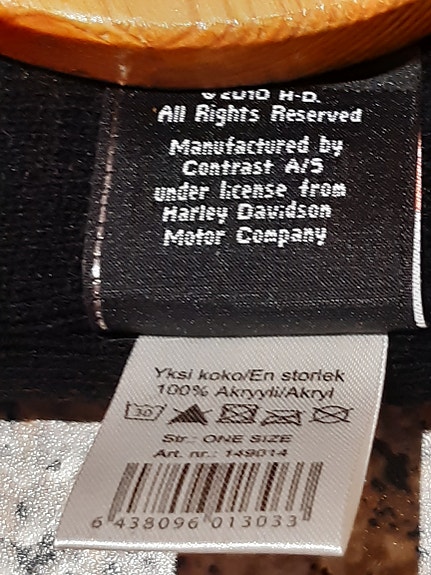 ©2010 H-D.
All Rights Reserved
Manufactured by
Contrast A/S
under license from
Harley Davidson
Motor Company
Yksi koko/En storlek
100% Akryyli/Akryl
30
Str.: ONE SIZE
Art. nr.: 149014
6 438096 013033